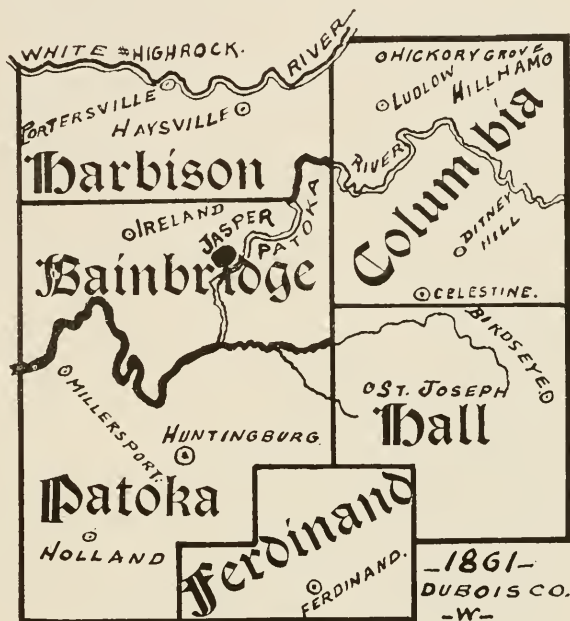 WHITE HIGHROCK. RIVER
PORTERSVILLE
HAYSVILLE
Harbison
HICKORY GROVE
LUDLOW
HILLHAM
RIVER
Columbia
DITNEY
HILL
CELESTINE.
IRELAND
JASPER
PATOKA
Bainbridge
BIRDSEYE.
ST. JOSEPH
Hall
MILLERSPORT.
HUNTINGBURG
Patoka
HOLLAND
Ferdinand
FERDINAND.
-1861-
DUBOIS CO.
-W-